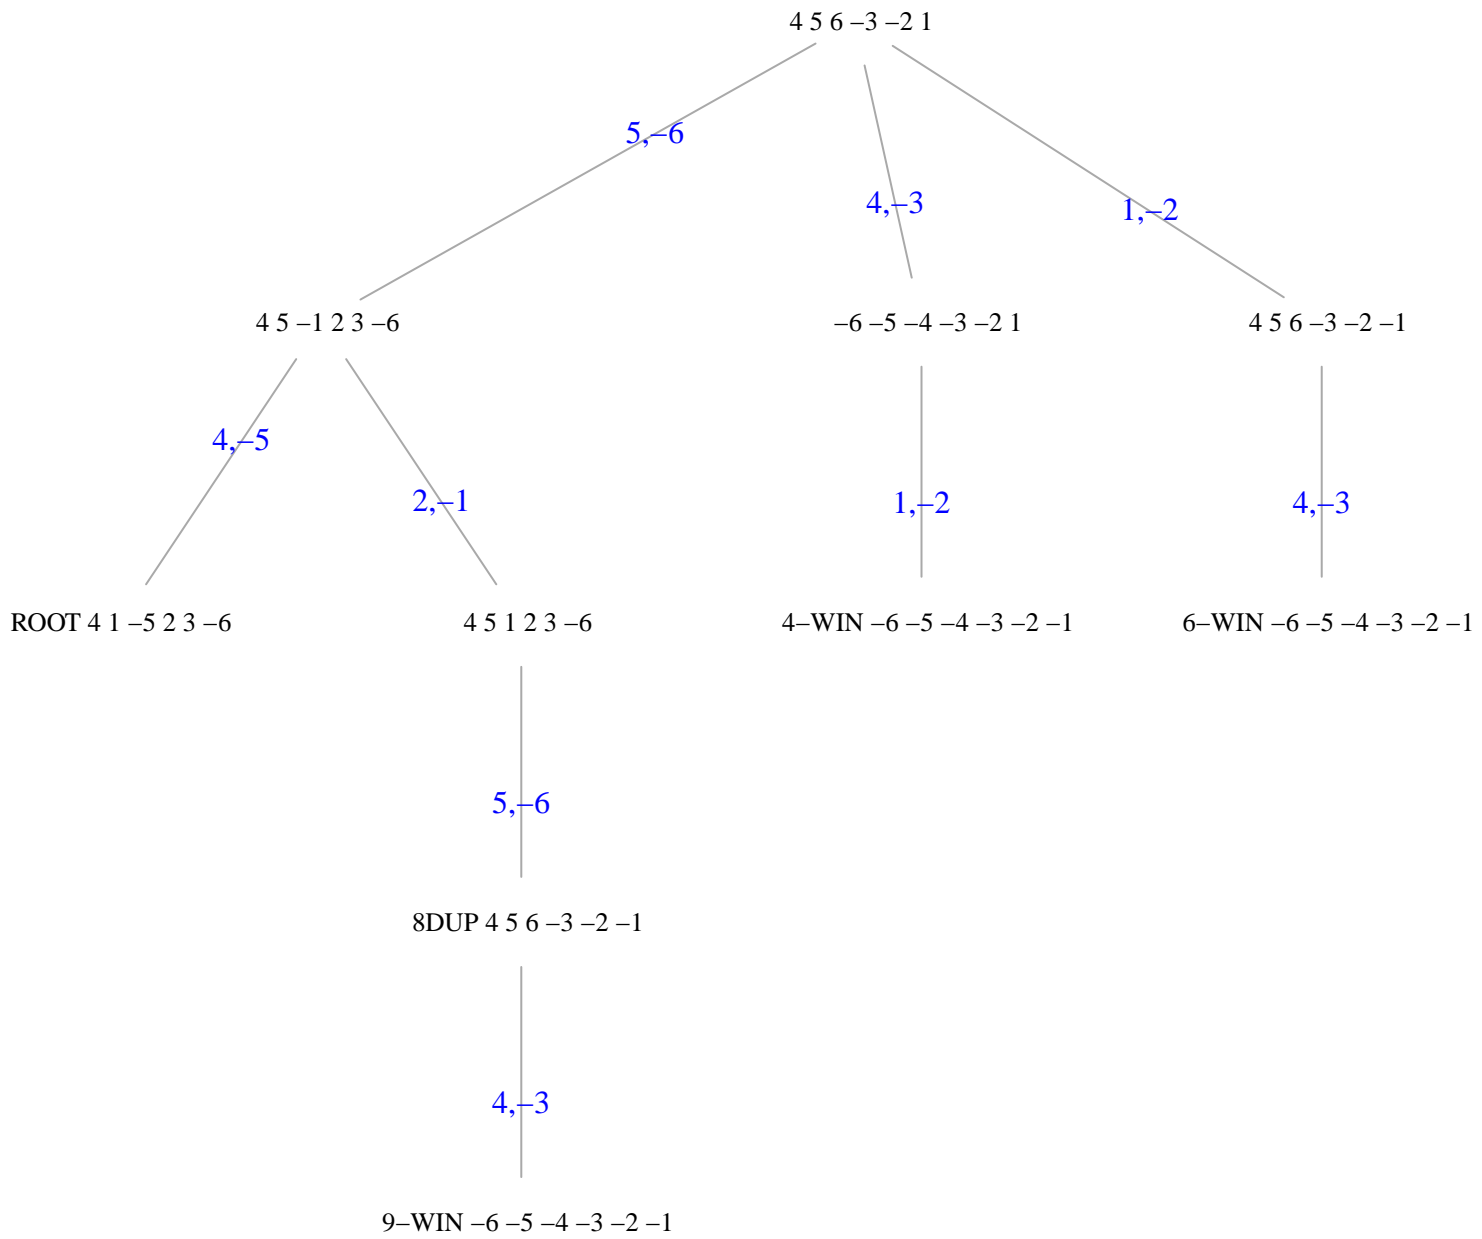 4 5 6 –3 –2 1
5,–6
4,–3
1,–2
4 5 –1 2 3 –6
–6 –5 –4 –3 –2 1
4 5 6 –3 –2 –1
4,–5
2,–1
1,–2
4,–3
ROOT 4 1 –5 2 3 –6
4 5 1 2 3 –6
4–WIN –6 –5 –4 –3 –2 –1
6–WIN –6 –5 –4 –3 –2 –1
5,–6
8DUP 4 5 6 –3 –2 –1
4,–3
9–WIN –6 –5 –4 –3 –2 –1